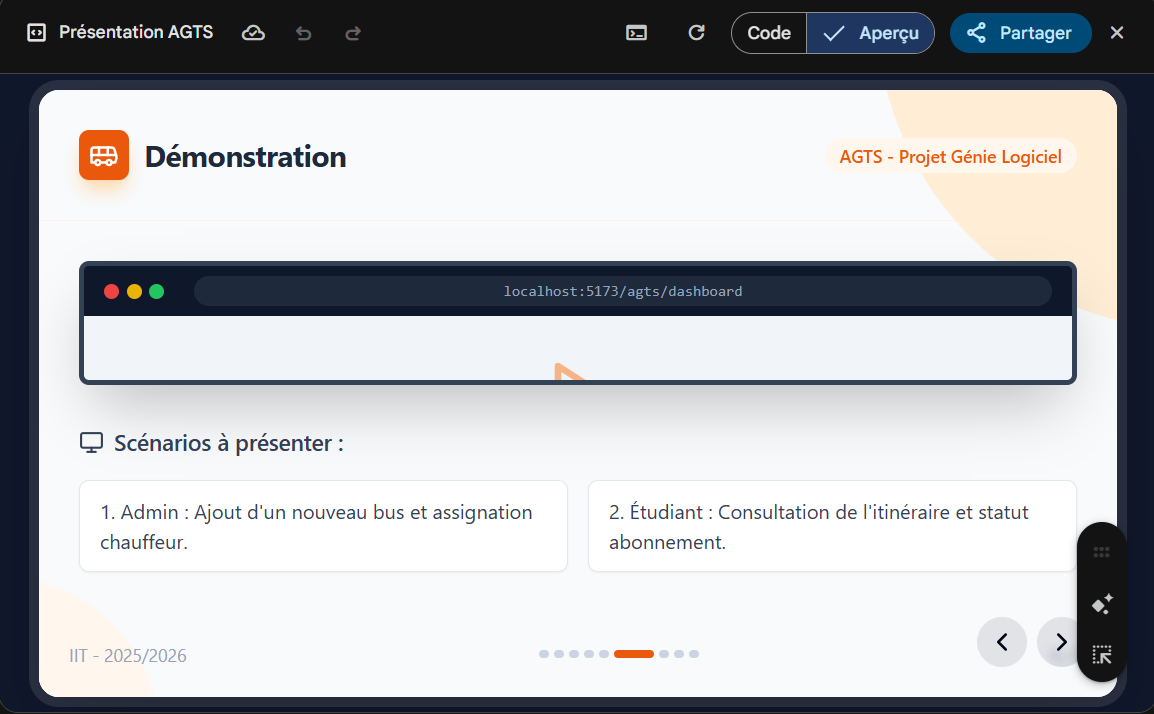 Présentation AGTS
Code
Aperçu
Partager
Démonstration
AGTS - Projet Génie Logiciel
localhost:5173/agts/dashboard
Scénarios à présenter :
1. Admin : Ajout d'un nouveau bus et assignation
chauffeur.
2. Étudiant : Consultation de l'itinéraire et statut
abonnement.
IIT - 2025/2026